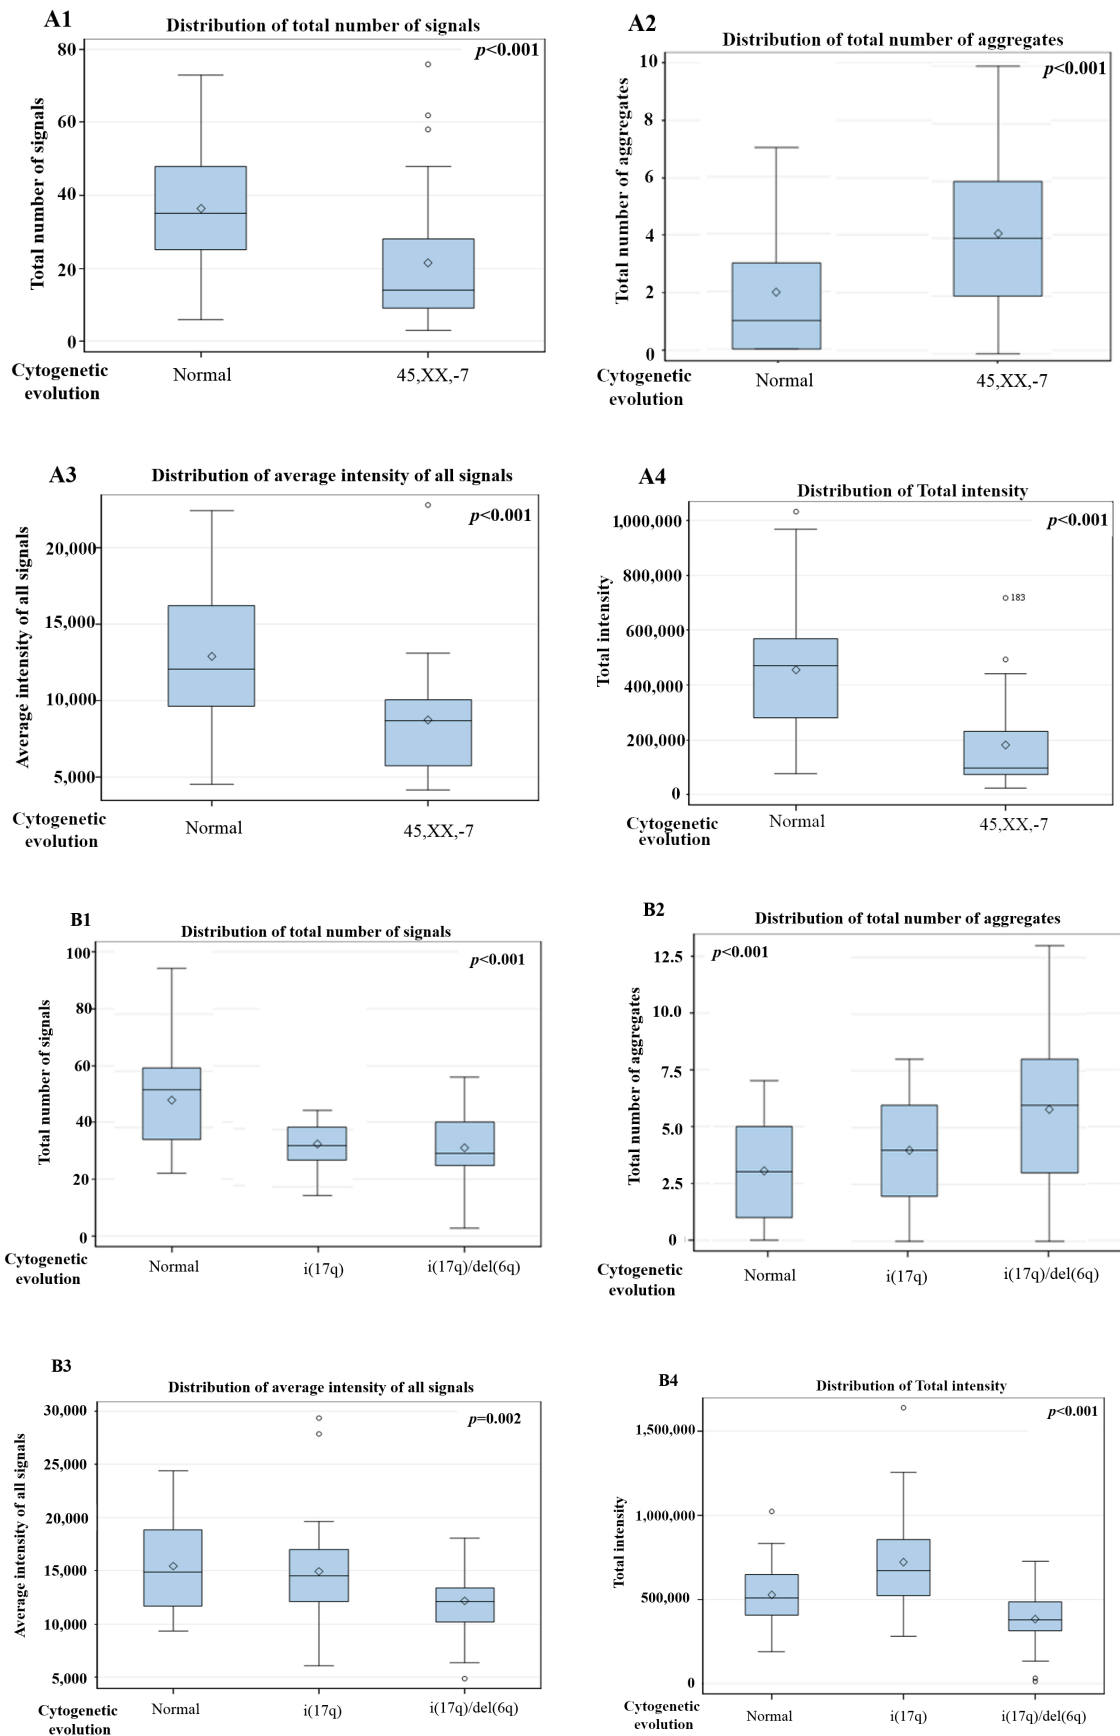 A1
Distribution of total number of signals
p<0.001
Total number of signals
80
60
40
20
0
Cytogenetic
evolution
Normal
45,XX,-7
A2
Distribution of total number of aggregates
p<0.001
Total number of aggregates
10
8
6
4
2
0
Cytogenetic
evolution
Normal
45,XX,-7
A3
Distribution of average intensity of all signals
p<0.001
Average intensity of all signals
20,000
15,000
10,000
5,000
Cytogenetic
evolution
Normal
45,XX,-7
A4
Distribution of Total intensity
p<0.001
Total intensity
1,000,000
800,000
600,000
400,000
200,000
0
183
Cytogenetic
evolution
Normal
45,XX,-7
B1
Distribution of total number of signals
p<0.001
Total number of signals
100
80
60
40
20
0
Cytogenetic
evolution
Normal
i(17q)
i(17q)/del(6q)
B2
Distribution of total number of aggregates
p<0.001
Total number of aggregates
12.5
10.0
7.5
5.0
2.5
0
Cytogenetic
evolution
Normal
i(17q)
i(17q)/del(6q)
B3
Distribution of average intensity of all signals
p=0.002
Average intensity of all signals
30,000
25,000
20,000
15,000
10,000
5,000
Cytogenetic
evolution
Normal
i(17q)
i(17q)/del(6q)
B4
Distribution of Total intensity
p<0.001
Total intensity
1,500,000
1,000,000
500,000
0
Cytogenetic
evolution
Normal
i(17q)
i(17q)/del(6q)